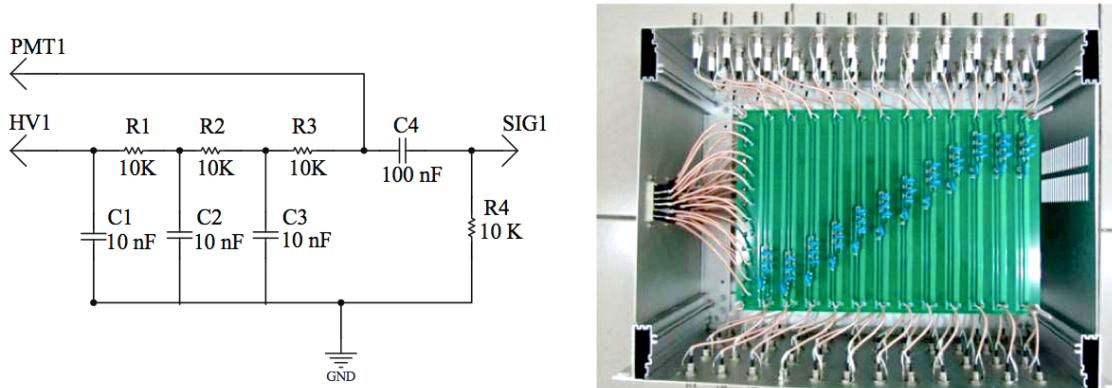 PMT1
HV1
R1
10K
R2
10K
R3
10K
C4
100 nF
SIG1
C1
10 nF
C2
10 nF
C3
10 nF
R4
10 K
GND